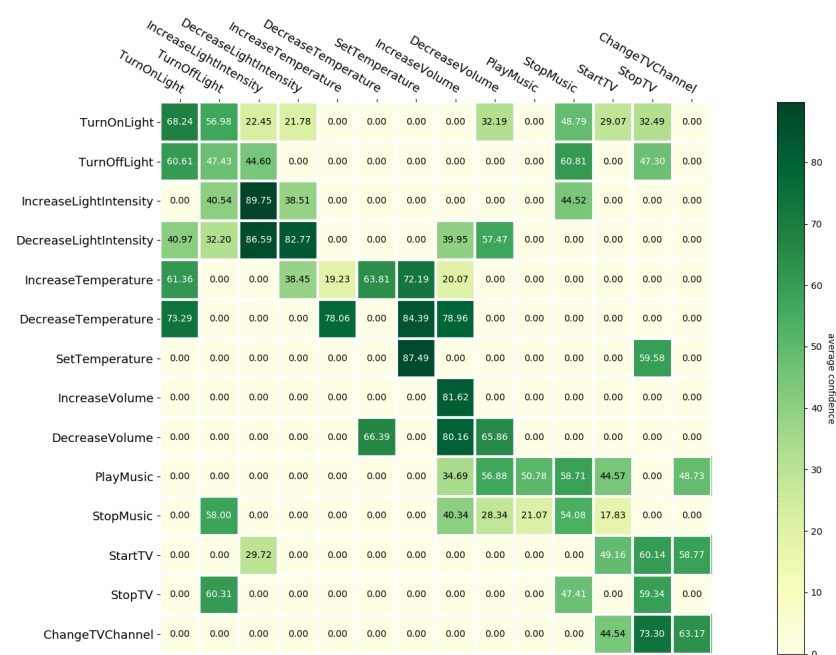 TurnOnLight
TurnOffLight
IncreaseLightIntensity
DecreaseLightIntensity
IncreaseTemperature
DecreaseTemperature
SetTemperature
IncreaseVolume
DecreaseVolume
PlayMusic
StopMusic
StartTV
StopTV
ChangeTVChannel
TurnOnLight 68.24 56.98 22.45 21.78 0.00 0.00 0.00 0.00 32.19 0.00 48.79 29.07 32.49 0.00
TurnOffLight 60.61 47.43 44.60 0.00 0.00 0.00 0.00 0.00 0.00 0.00 60.81 0.00 47.30 0.00
IncreaseLightIntensity 0.00 40.54 89.75 38.51 0.00 0.00 0.00 0.00 0.00 0.00 44.52 0.00 0.00 0.00
DecreaseLightIntensity 40.97 32.20 86.59 82.77 0.00 0.00 0.00 39.95 57.47 0.00 0.00 0.00 0.00 0.00
IncreaseTemperature 61.36 0.00 0.00 38.45 19.23 63.81 72.19 20.07 0.00 0.00 0.00 0.00 0.00 0.00
DecreaseTemperature 73.29 0.00 0.00 0.00 78.06 0.00 84.39 78.96 0.00 0.00 0.00 0.00 0.00 0.00
SetTemperature 0.00 0.00 0.00 0.00 0.00 0.00 87.49 0.00 0.00 0.00 0.00 0.00 59.58 0.00
IncreaseVolume 0.00 0.00 0.00 0.00 0.00 0.00 0.00 81.62 0.00 0.00 0.00 0.00 0.00 0.00
DecreaseVolume 0.00 0.00 0.00 0.00 0.00 66.39 0.00 80.16 65.86 0.00 0.00 0.00 0.00 0.00
PlayMusic 0.00 0.00 0.00 0.00 0.00 0.00 0.00 34.69 56.88 50.78 58.71 44.57 0.00 48.73
StopMusic 0.00 58.00 0.00 0.00 0.00 0.00 0.00 40.34 28.34 21.07 54.08 17.83 0.00 0.00
StartTV 0.00 0.00 29.72 0.00 0.00 0.00 0.00 0.00 0.00 0.00 0.00 49.16 60.14 58.77
StopTV 0.00 60.31 0.00 0.00 0.00 0.00 0.00 0.00 0.00 0.00 47.41 0.00 59.34 0.00
ChangeTVChannel 0.00 0.00 0.00 0.00 0.00 0.00 0.00 0.00 0.00 0.00 0.00 44.54 73.30 63.17
80
70
60
50
40
30
20
10
0
average confidence